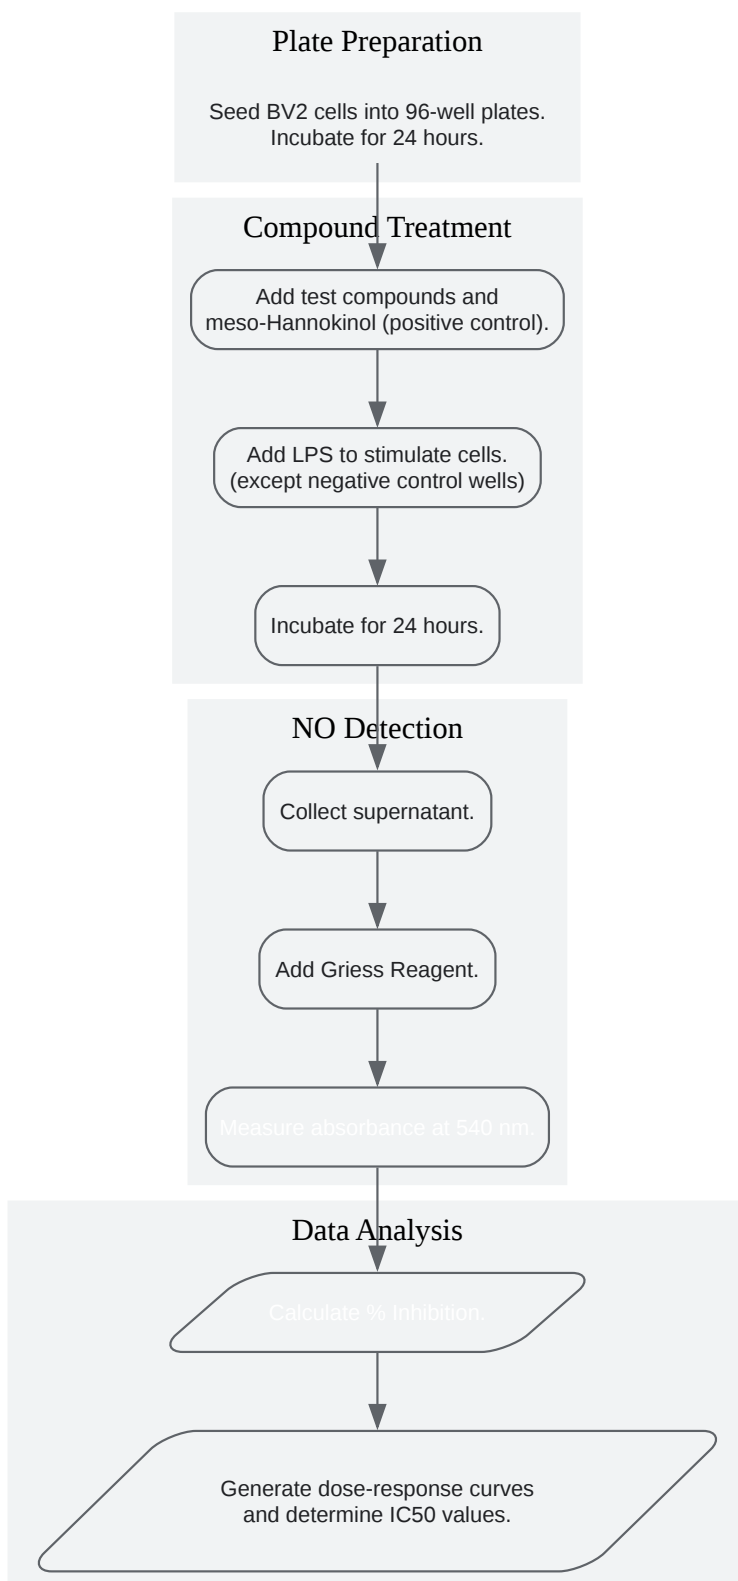 Plate Preparation
Seed BV2 cells into 96-well plates.
Incubate for 24 hours.
Compound Treatment
Add test compounds and
meso-Hannokinol (positive control).
Add LPS to stimulate cells.
(except negative control wells)
Incubate for 24 hours.
NO Detection
Collect supernatant.
Add Griess Reagent.
Measure absorbance at 540 nm.
Data Analysis
Calculate % Inhibition.
Generate dose-response curves
and determine IC50 values.